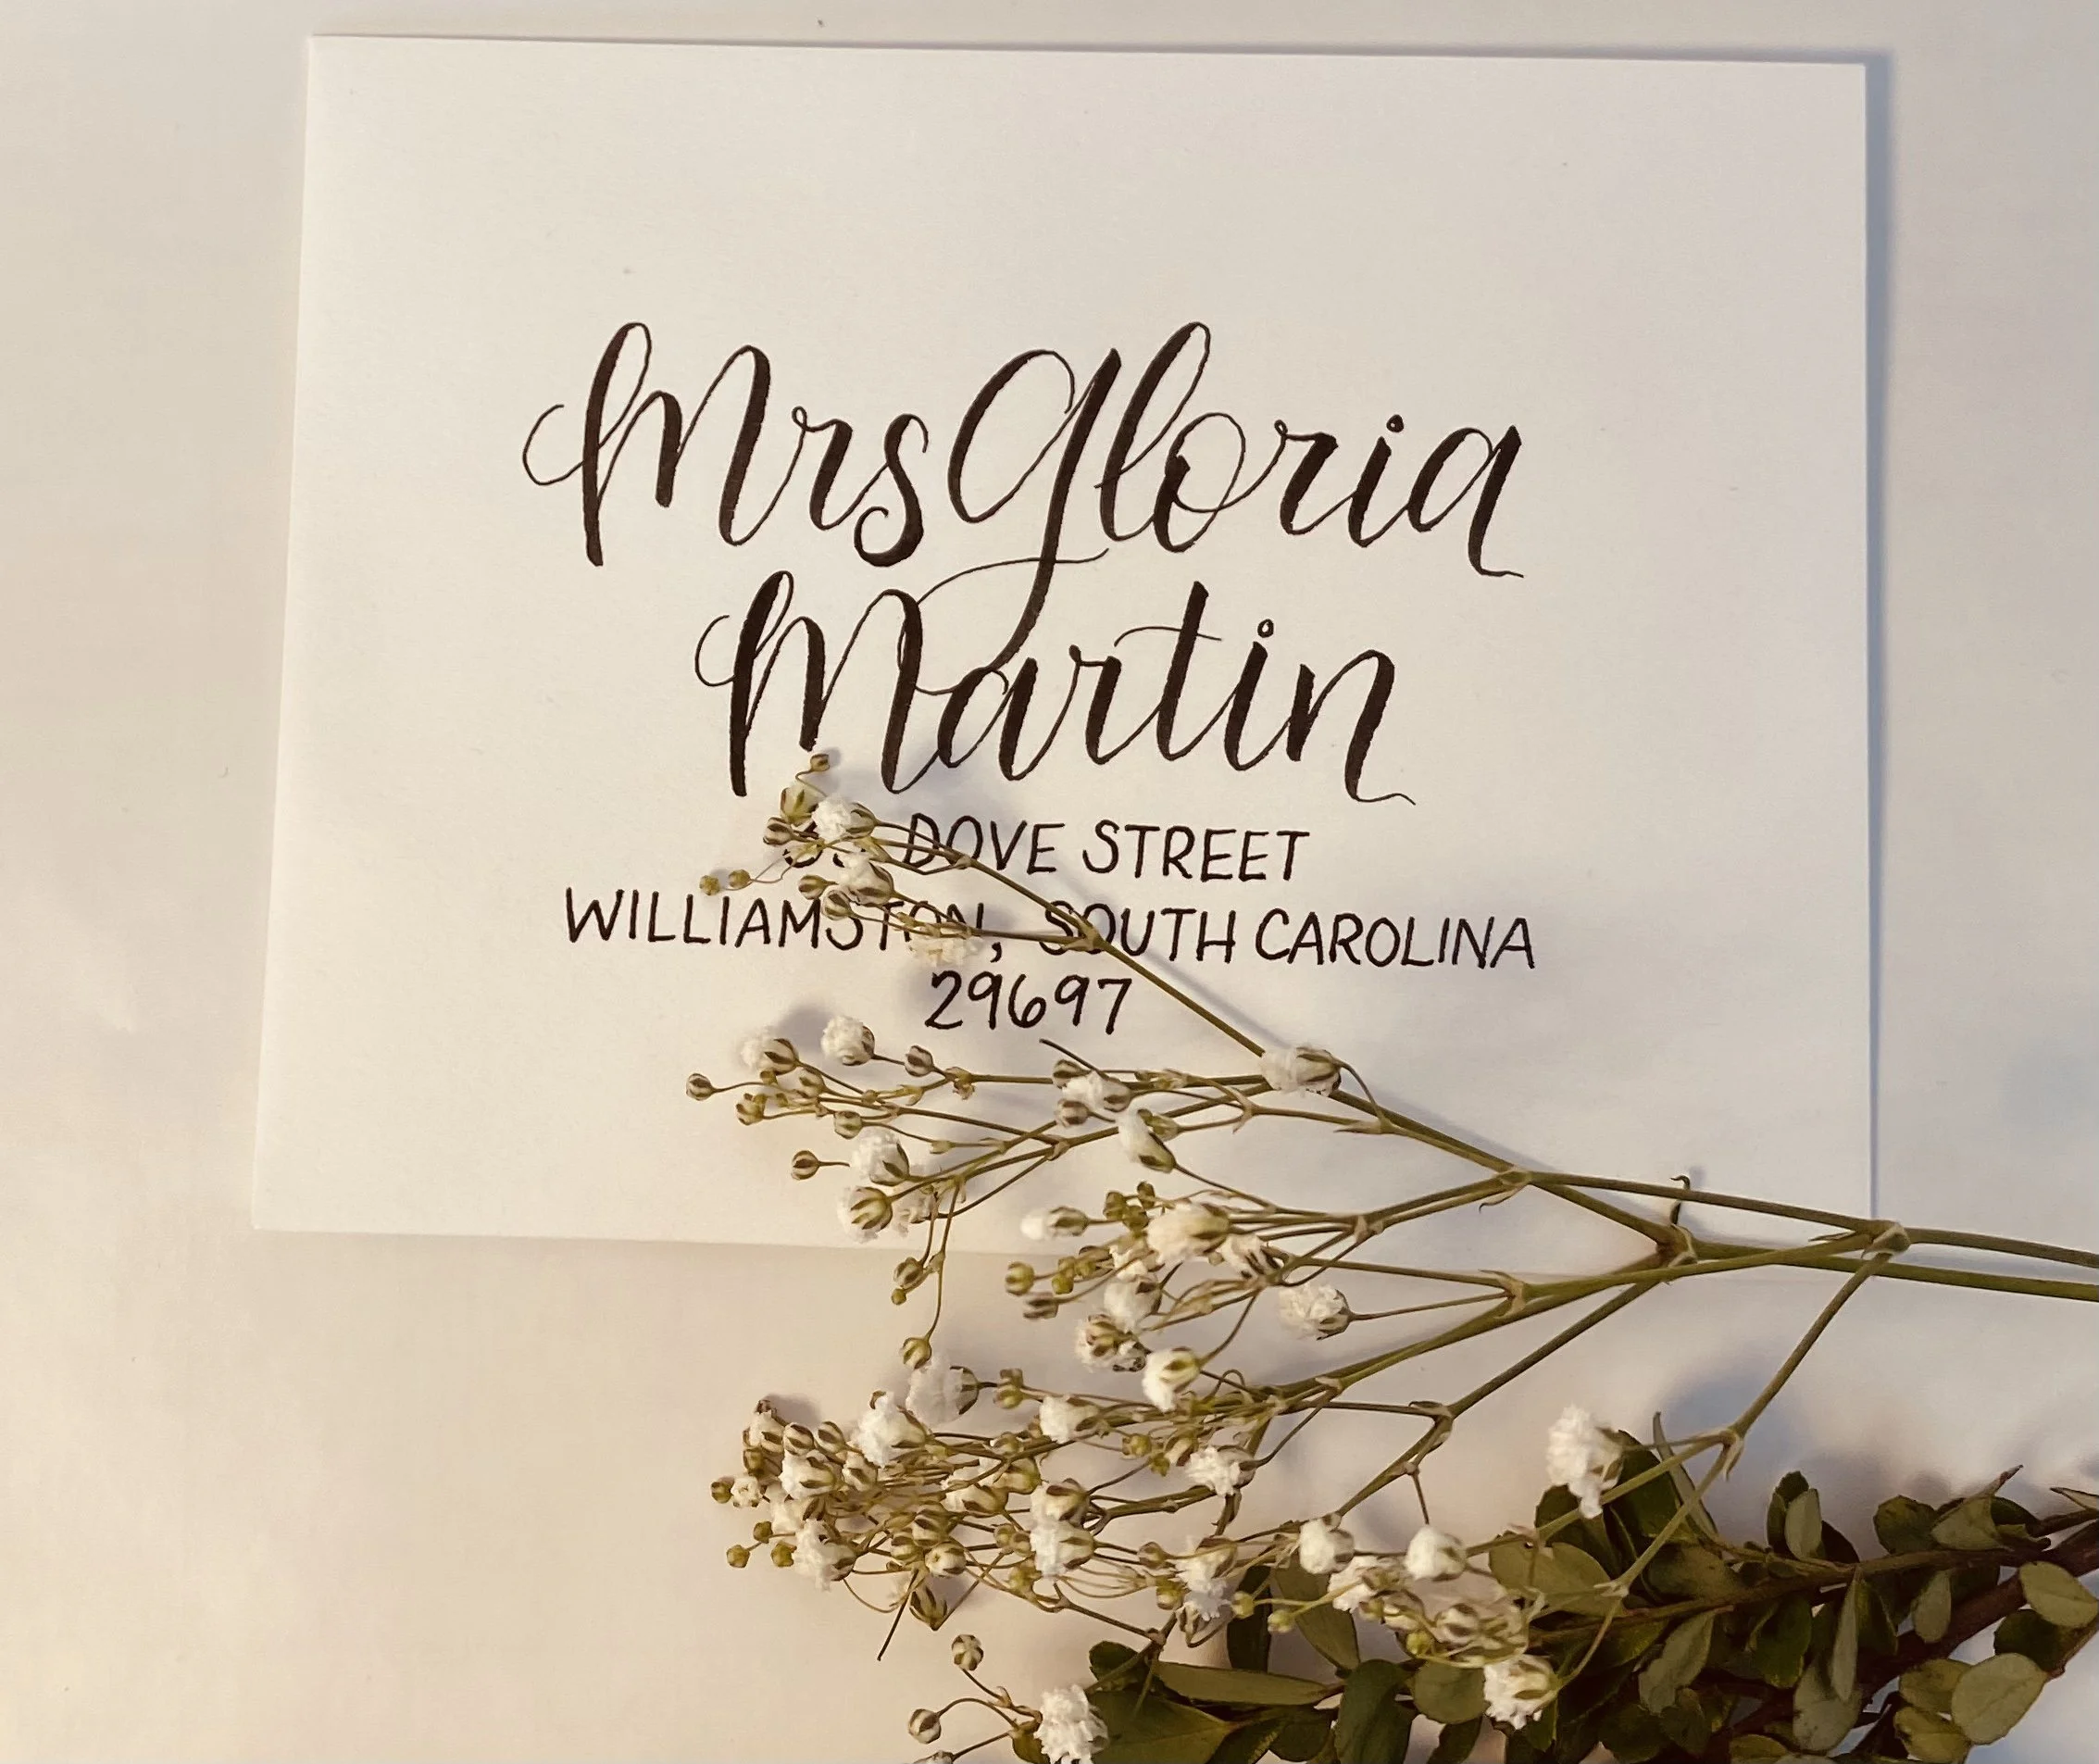 Mrs Gloria
Martin
DOVE STREET
WILLIAMSTON, SOUTH CAROLINA
29697